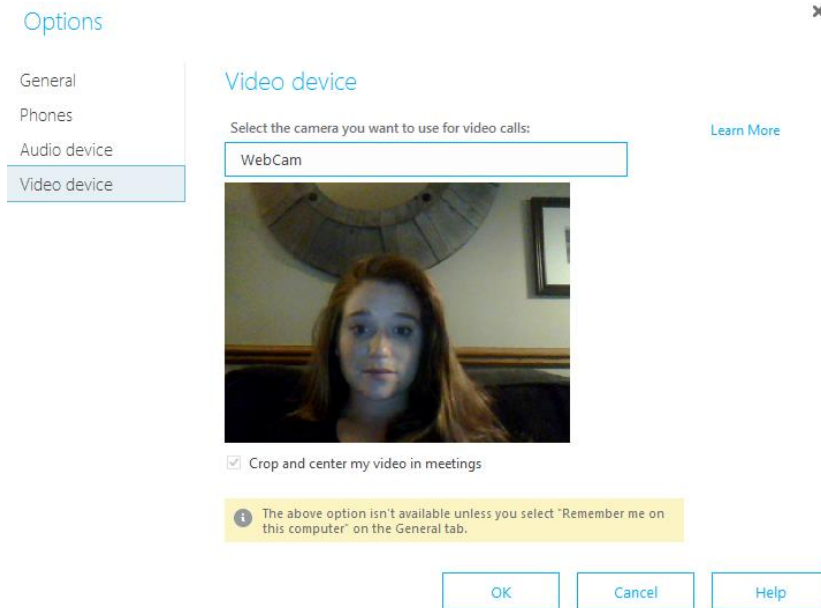 Options
General
Phones
Audio device
Video device
Video device
Select the camera you want to use for video calls:
Learn More
WebCam
Crop and center my video in meetings
The above option isn't available unless you select "Remember me on
this computer" on the General tab.
OK
Cancel
Help